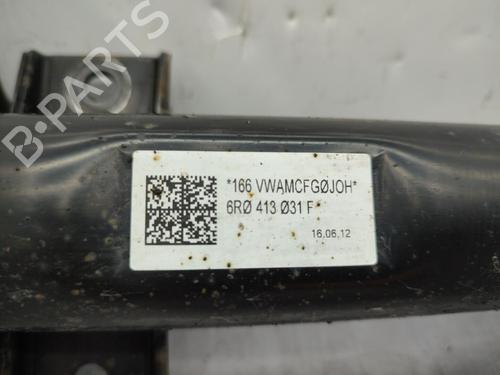 B-PARTS
*166 VWAMCFGØJOH*
6RØ 413 Ø31 F
16.06.12